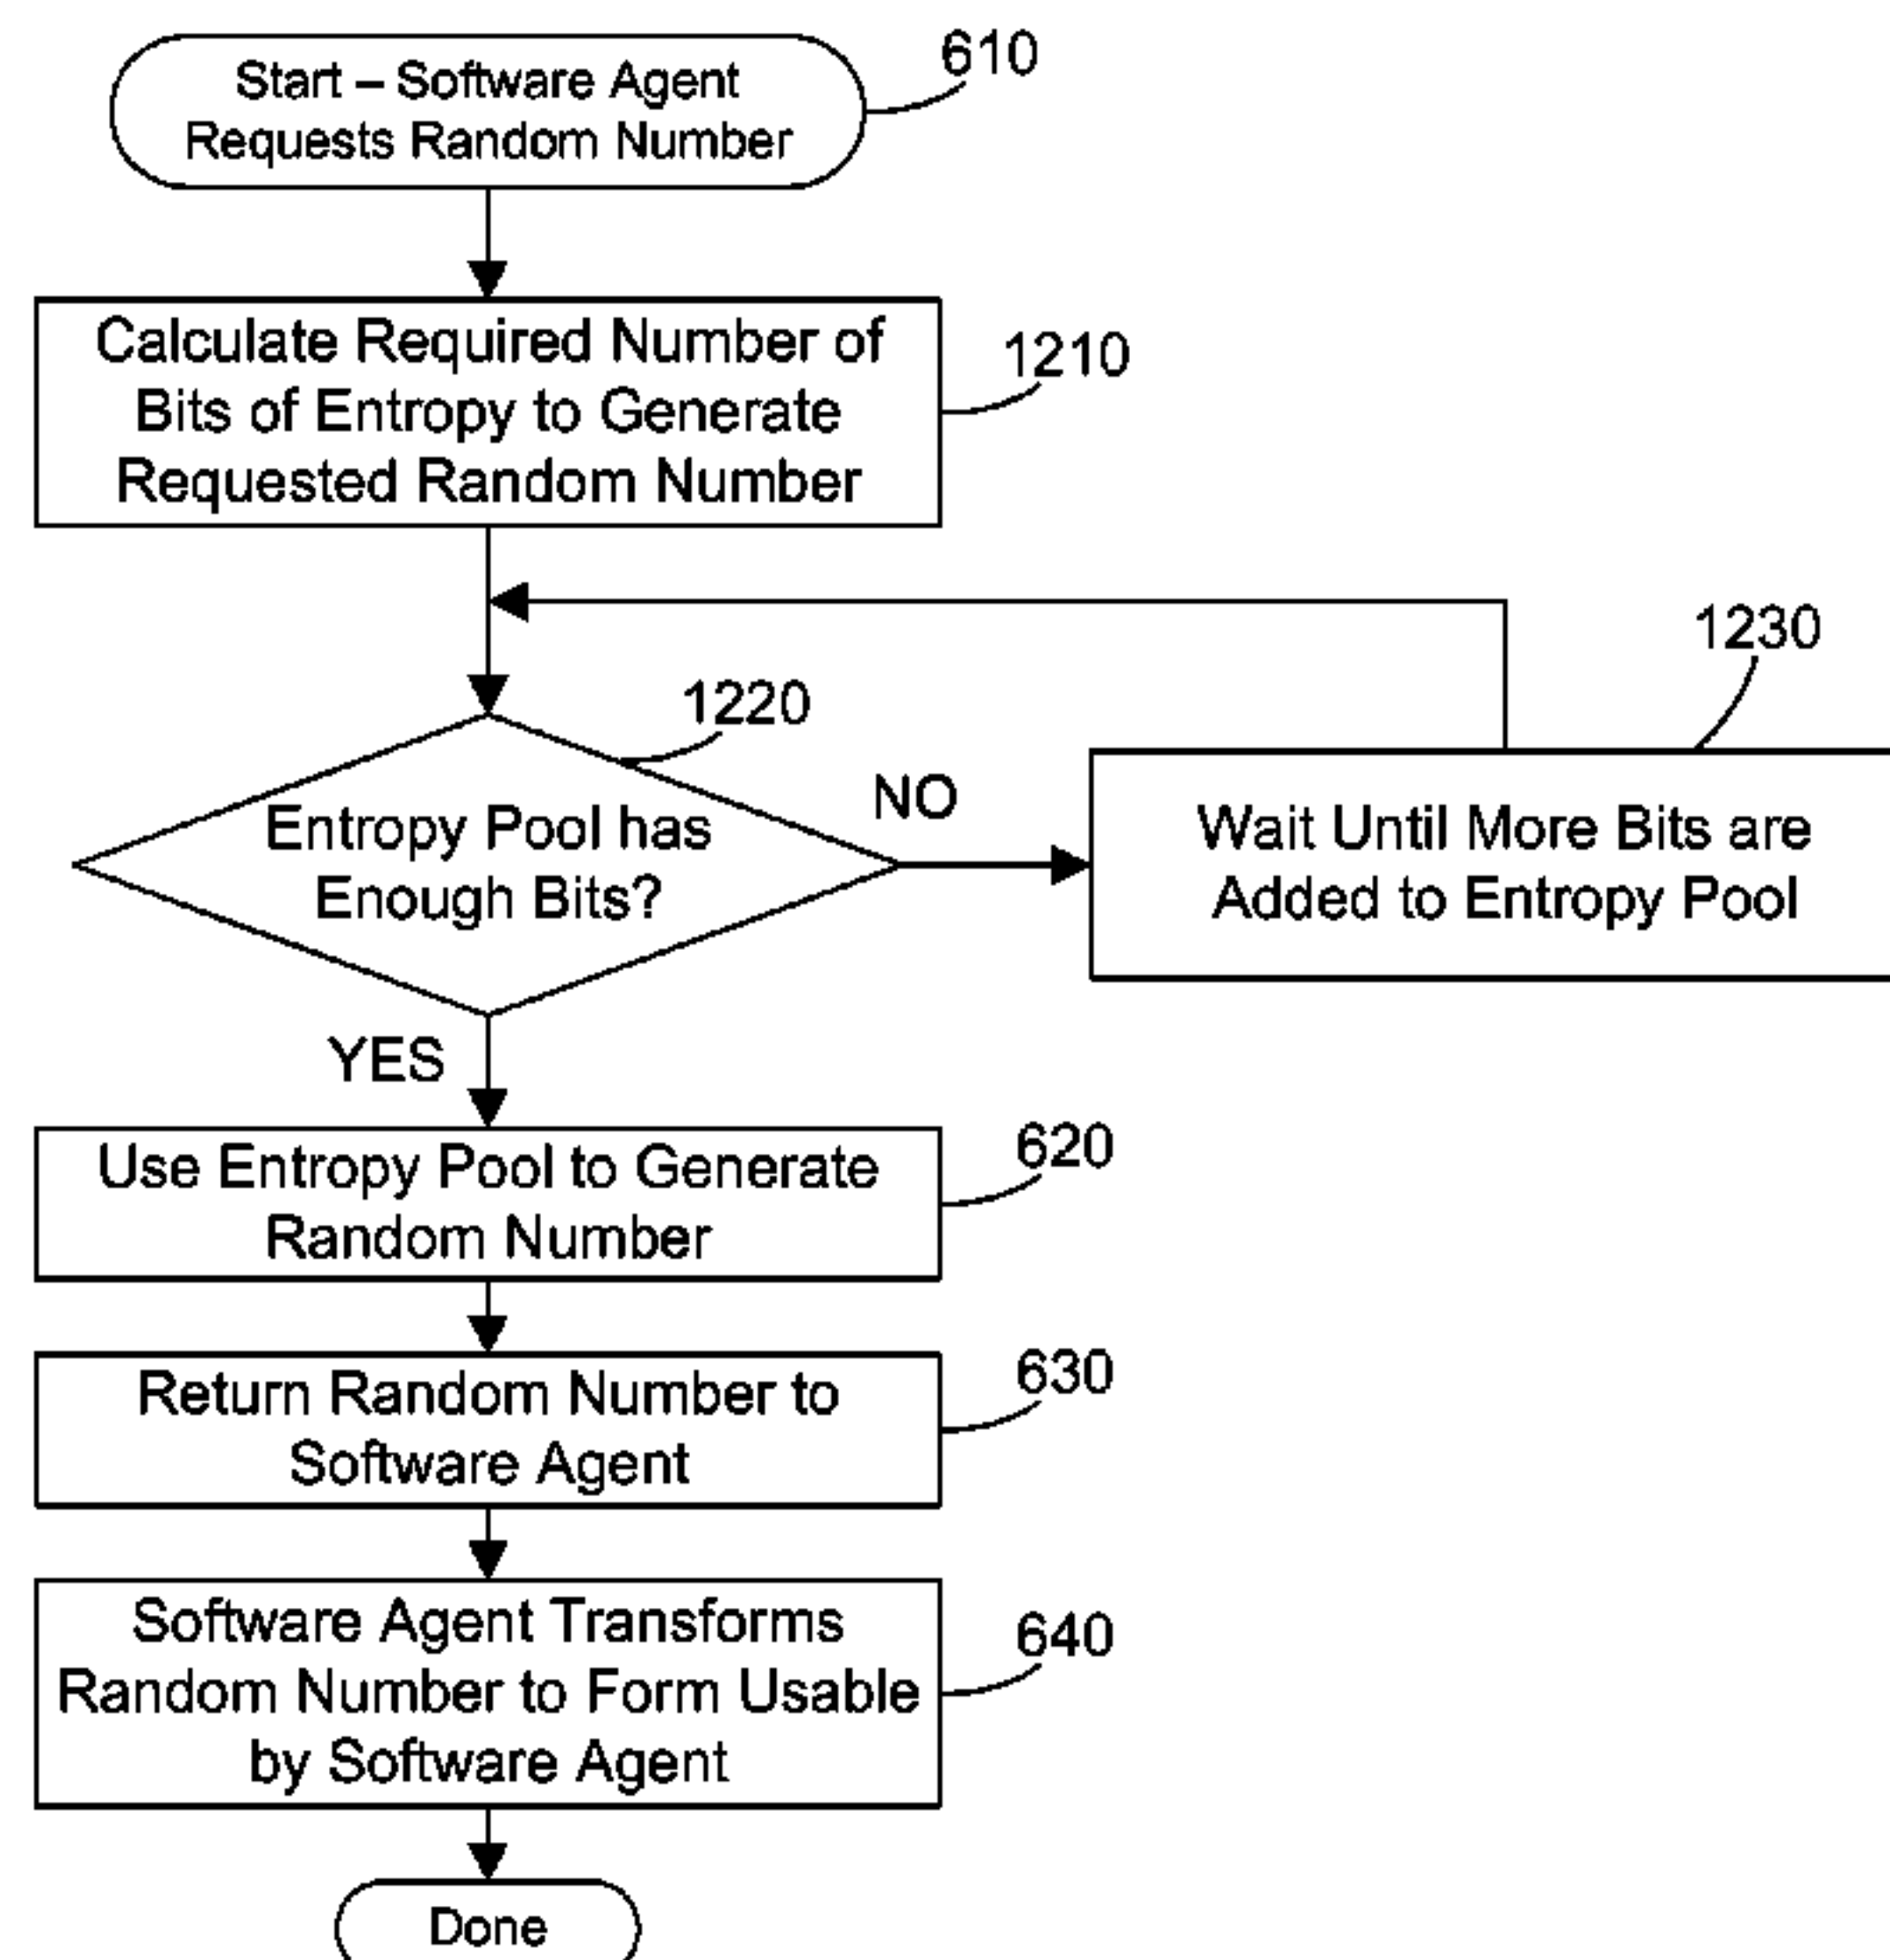 Start – Software Agent
Requests Random Number
610
Calculate Required Number of
Bits of Entropy to Generate
Requested Random Number
1210
1230
1220
Entropy Pool has
Enough Bits?
NO
Wait Until More Bits are
Added to Entropy Pool
YES
Use Entropy Pool to Generate
Random Number
620
Return Random Number to
Software Agent
630
Software Agent Transforms
Random Number to Form Usable
by Software Agent
640
Done